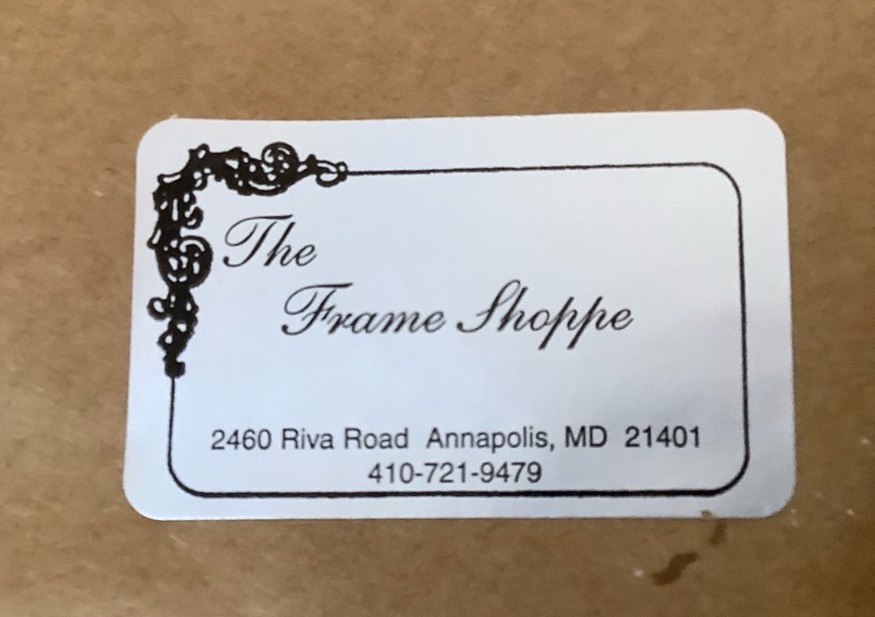 The
Frame Shoppe
2460 Riva Road Annapolis, MD 21401
410-721-9479